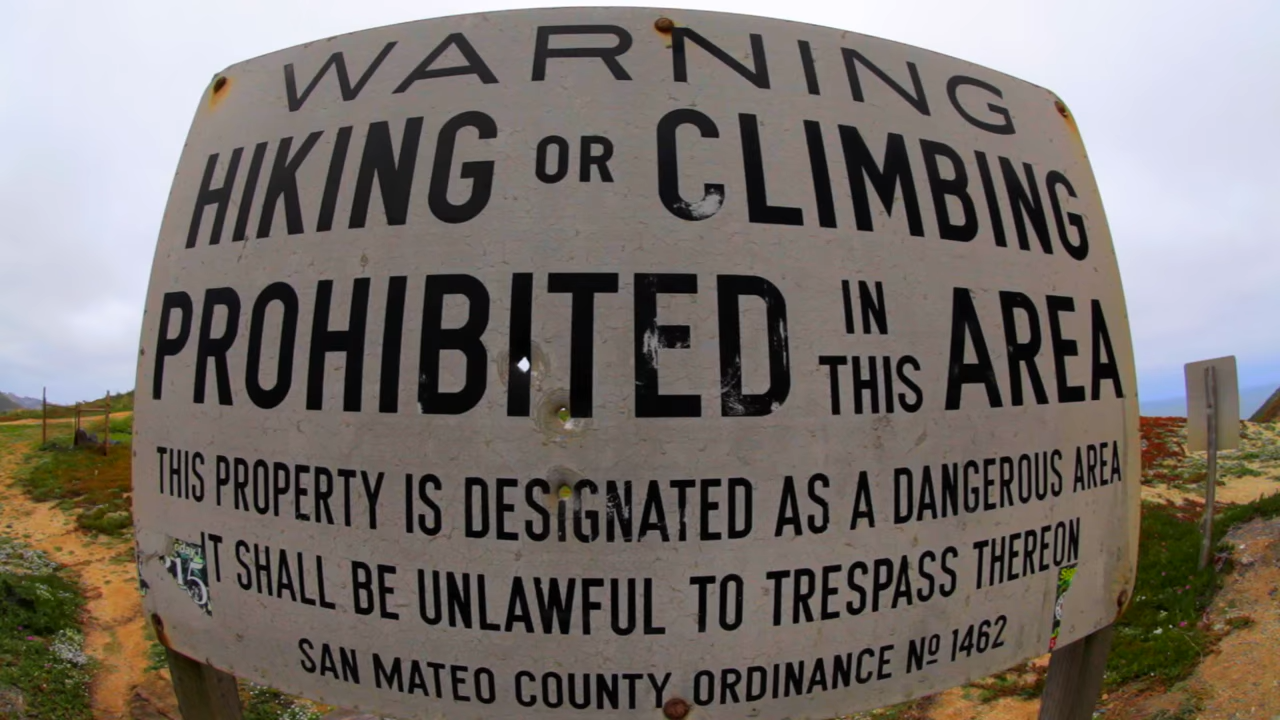 WARNING
HIKING OR CLIMBING
PROHIBITED IN THIS AREA
THIS PROPERTY IS DESIGNATED AS A DANGEROUS AREA
IT SHALL BE UNLAWFUL TO TRESPASS THEREON
SAN MATEO COUNTY ORDINANCE Nº 1462
215